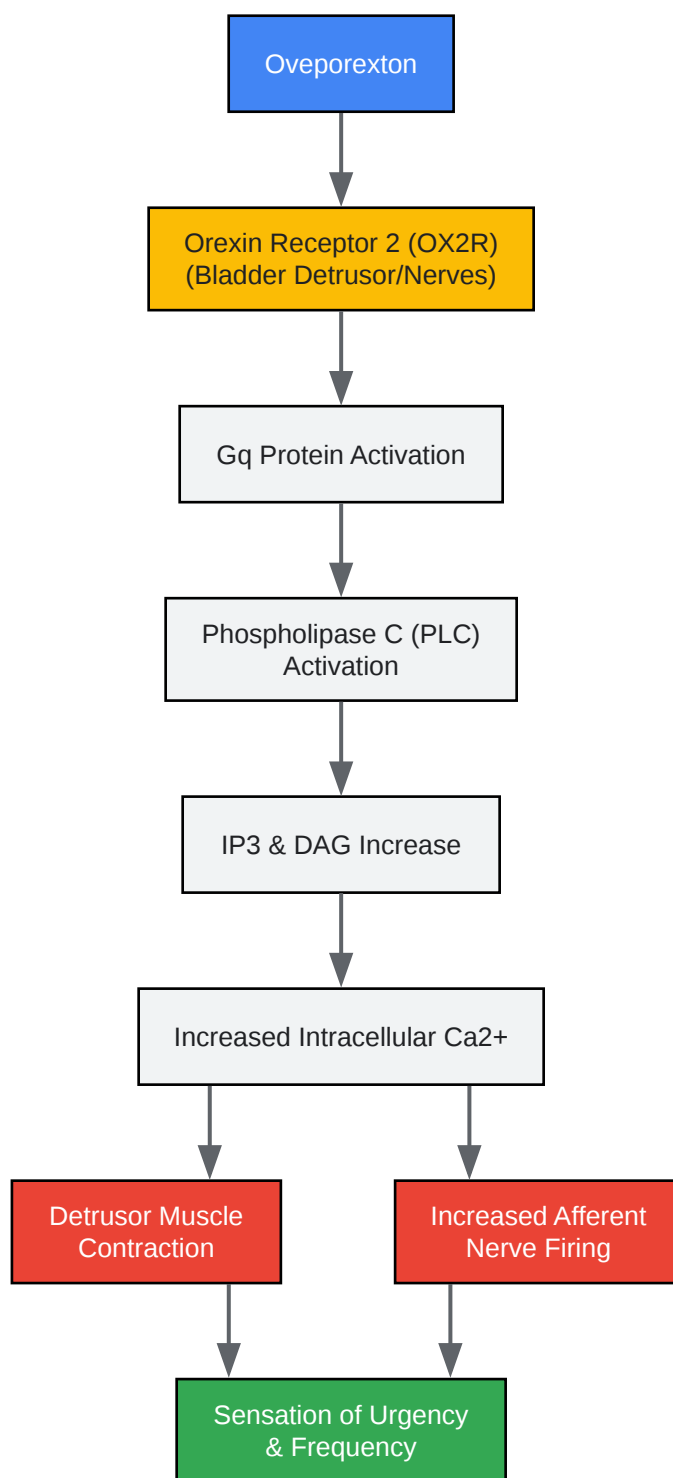 Oveporexton
Orexin Receptor 2 (OX2R)
(Bladder Detrusor/Nerves)
Gq Protein Activation
Phospholipase C (PLC)
Activation
IP3 & DAG Increase
Increased Intracellular Ca2+
Detrusor Muscle
Contraction
Increased Afferent
Nerve Firing
Sensation of Urgency
& Frequency